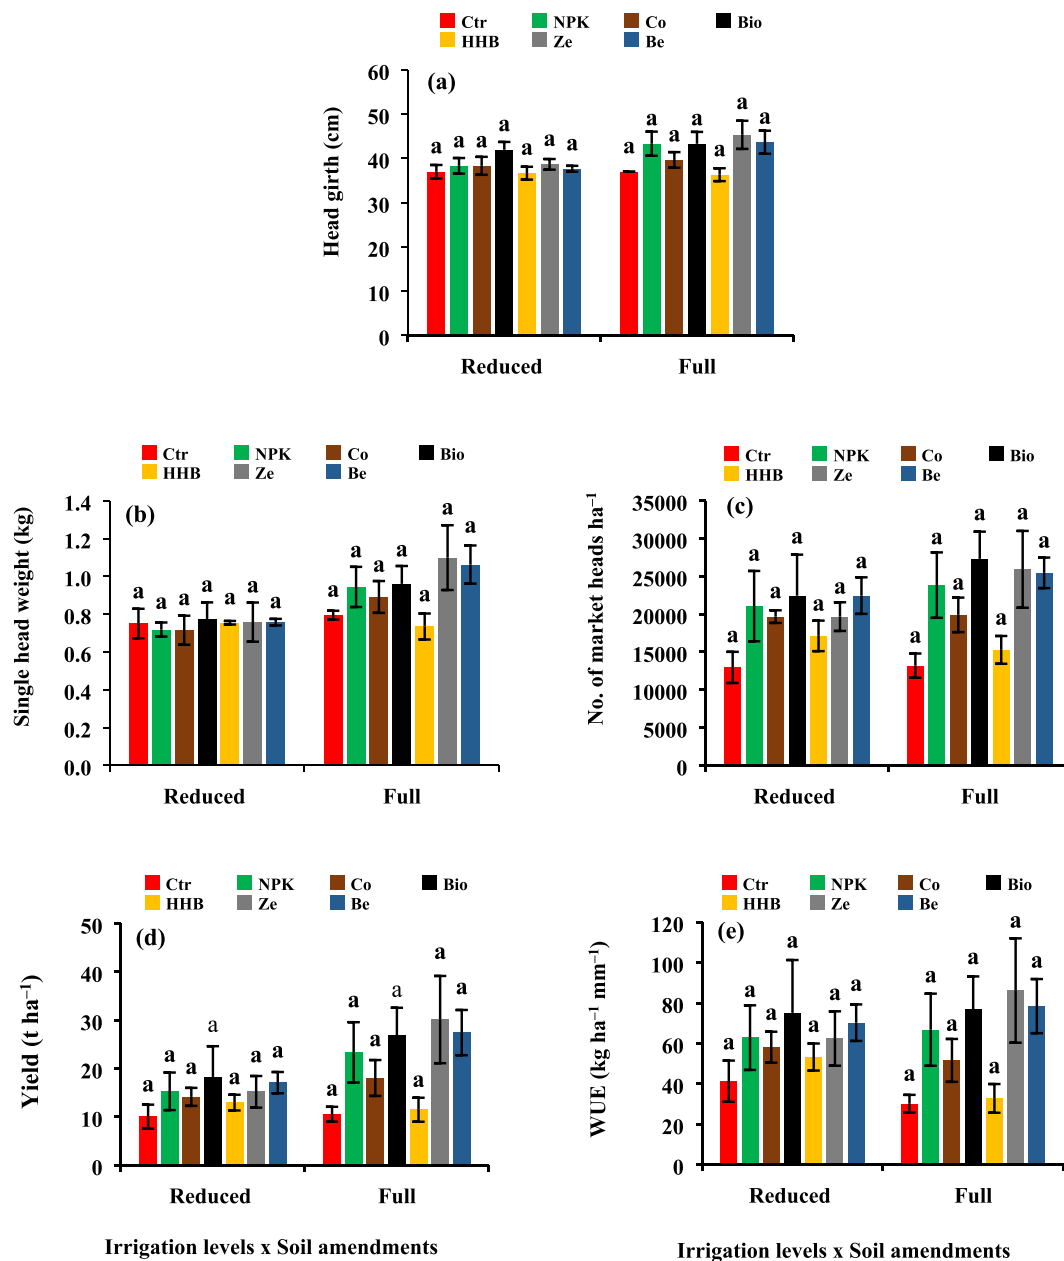 Ctr NPK Co Bio
HHB Ze Be
(a)
Head girth (cm)
60
50
40
30
20
10
0
a a a a a a a a a a a a a a
Reduced Full
Ctr NPK Co Bio
HHB Ze Be
(b)
Single head weight (kg)
1.4
1.2
1.0
0.8
0.6
0.4
0.2
0.0
a a a a a a a a a a a a a a
Reduced Full
Ctr NPK Co Bio
HHB Ze Be
(c)
No. of market heads ha⁻¹
35000
30000
25000
20000
15000
10000
5000
0
a a a a a a a a a a a a a a
Reduced Full
Ctr NPK Co Bio
HHB Ze Be
(d)
Yield (t ha⁻¹)
50
40
30
20
10
0
a a a a a a a a a a a a a a
Reduced Full
Irrigation levels x Soil amendments
Ctr NPK Co Bio
HHB Ze Be
(e)
WUE (kg ha⁻¹ mm⁻¹)
120
100
80
60
40
20
0
a a a a a a a a a a a a a a
Reduced Full
Irrigation levels x Soil amendments